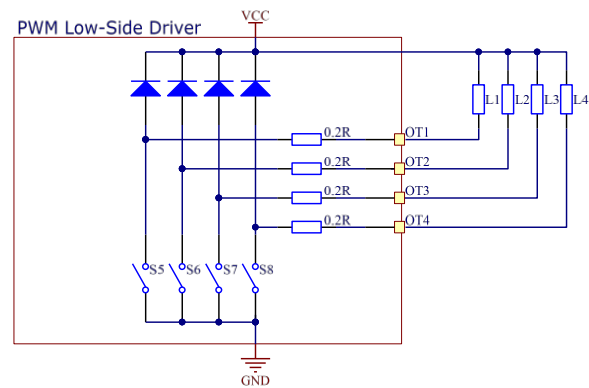 VCC
PWM Low-Side Driver
L1 L2 L3 L4
0.2R OT1
0.2R OT2
0.2R OT3
0.2R OT4
S5 S6 S7 S8
GND